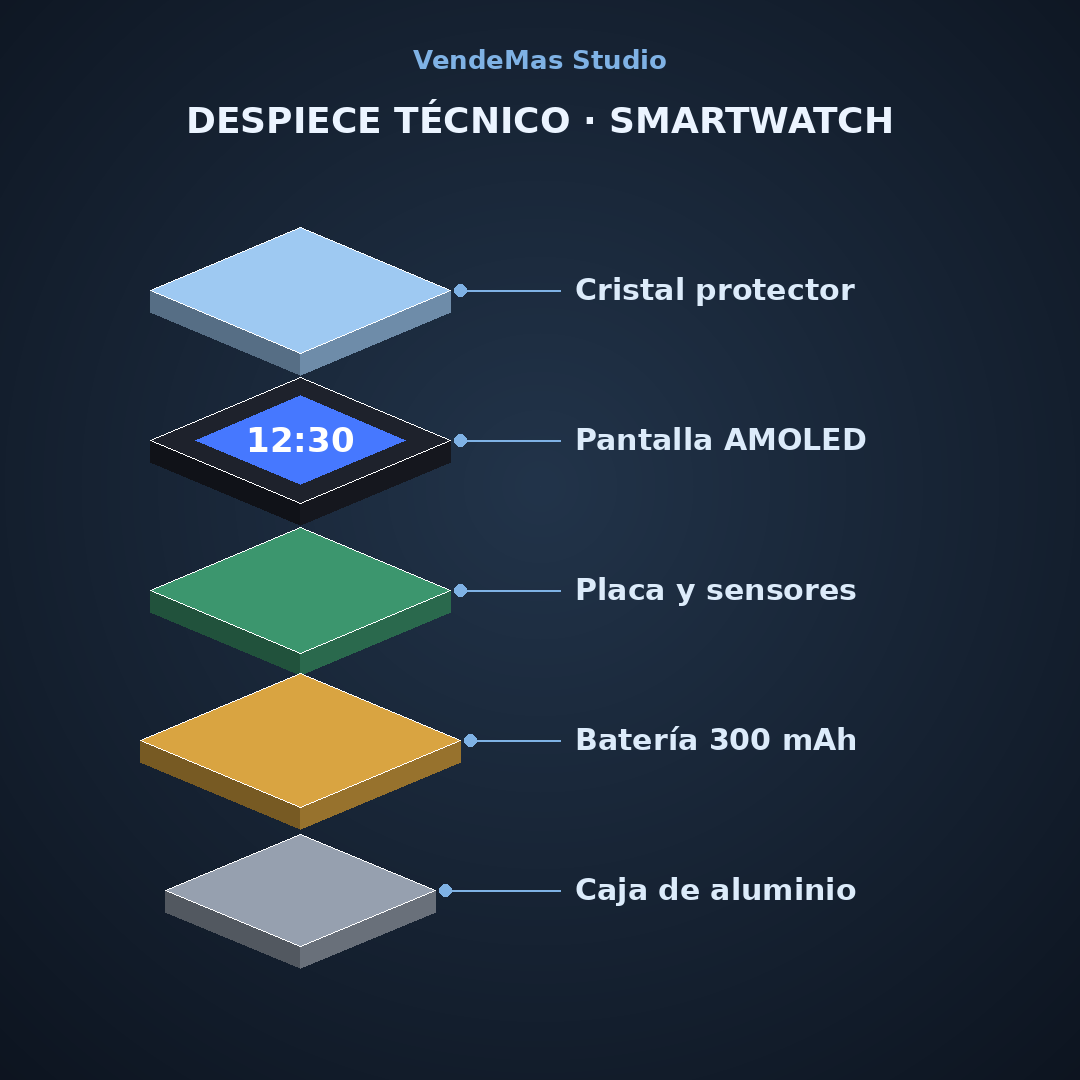 VendeMas Studio
DESPIECE TÉCNICO · SMARTWATCH
Cristal protector
12:30
Pantalla AMOLED
Placa y sensores
Batería 300 mAh
Caja de aluminio